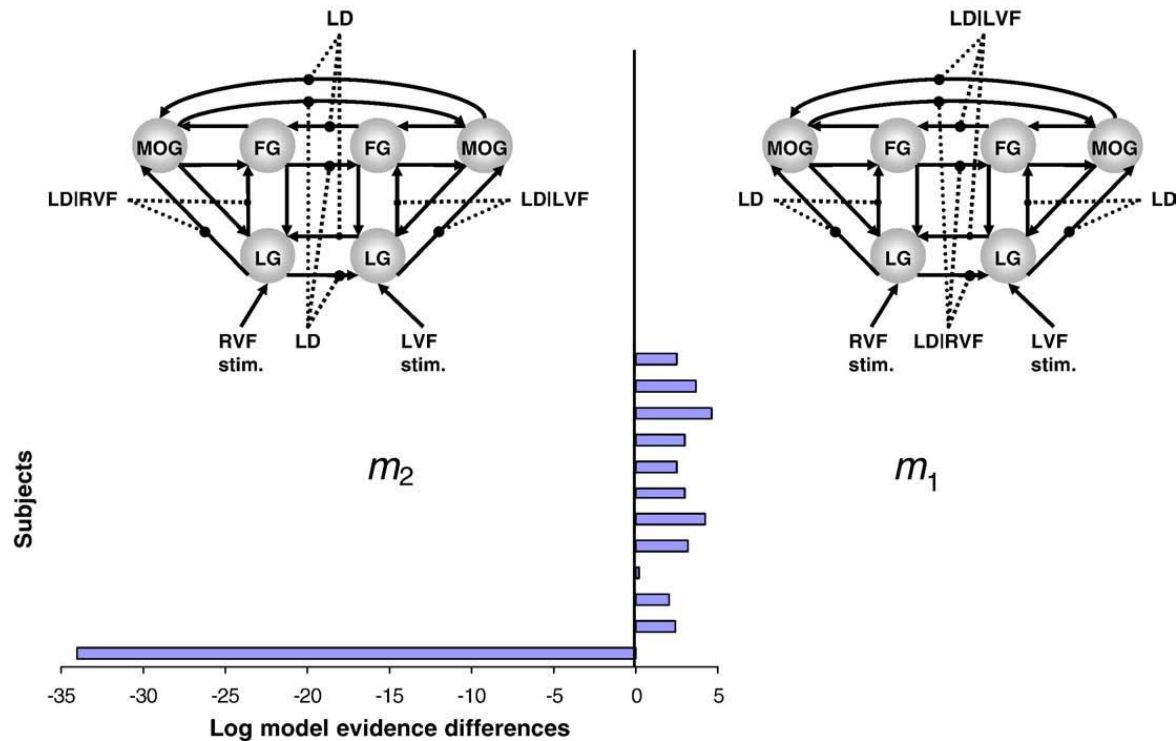 LD
LD|LVF
MOG FG FG MOG
MOG FG FG MOG
LD|RVF
LD|LVF
LD
LD
LG LG
LG LG
RVF stim.
LD
LVF stim.
RVF stim.
LD|RVF
LVF stim.
m2
m1
Subjects
-35 -30 -25 -20 -15 -10 -5 0 5
Log model evidence differences